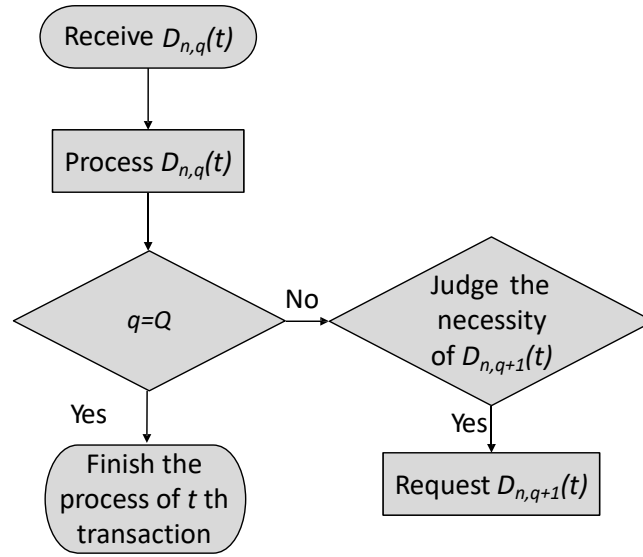 Receive D_{n,q}(t)
Process D_{n,q}(t)
q=Q
No
Judge the
necessity
of D_{n,q+1}(t)
Yes
Yes
Finish the
process of t th
transaction
Request D_{n,q+1}(t)